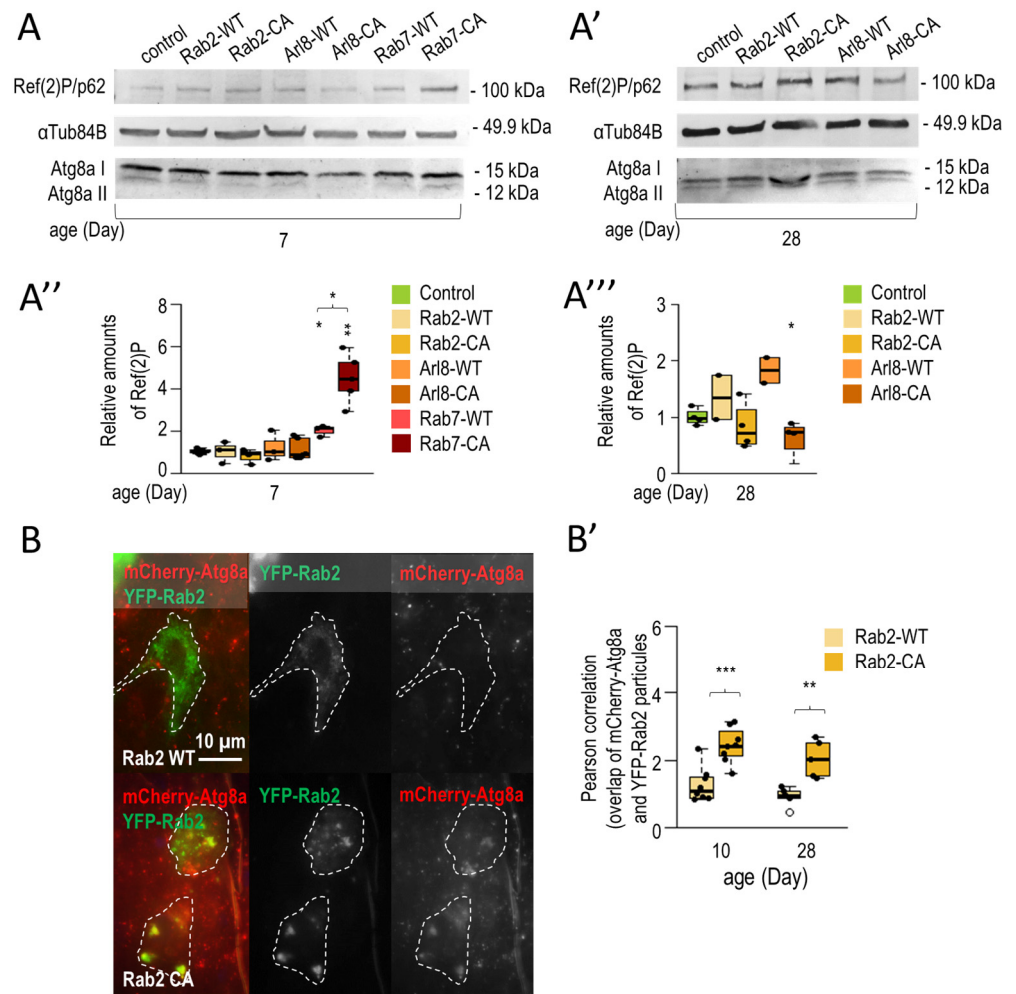 A
control Rab2-WT Rab2-CA Arl8-WT Arl8-CA Rab7-WT Rab7-CA
Ref(2)P/p62 - 100 kDa
αTub84B - 49.9 kDa
Atg8a I - 15 kDa
Atg8a II - 12 kDa
age (Day) 7
A'
control Rab2-WT Rab2-CA Arl8-WT Arl8-CA
Ref(2)P/p62 - 100 kDa
αTub84B - 49.9 kDa
Atg8a I - 15 kDa
Atg8a II - 12 kDa
age (Day) 28
A''
Relative amounts
of Ref(2)P
8
6
4
2
0
* * **
age (Day) 7
Control
Rab2-WT
Rab2-CA
Arl8-WT
Arl8-CA
Rab7-WT
Rab7-CA
A'''
Relative amounts
of Ref(2)P
3
2
1
0
*
age (Day) 28
Control
Rab2-WT
Rab2-CA
Arl8-WT
Arl8-CA
B
mCherry-Atg8a YFP-Rab2 mCherry-Atg8a
YFP-Rab2
10 µm
Rab2 WT
mCherry-Atg8a YFP-Rab2 mCherry-Atg8a
YFP-Rab2
Rab2 CA
B'
Pearson correlation
(overlap of mCherry-Atg8a
and YFP-Rab2 particules
6
4
2
0
*** **
10 28
age (Day)
Rab2-WT
Rab2-CA